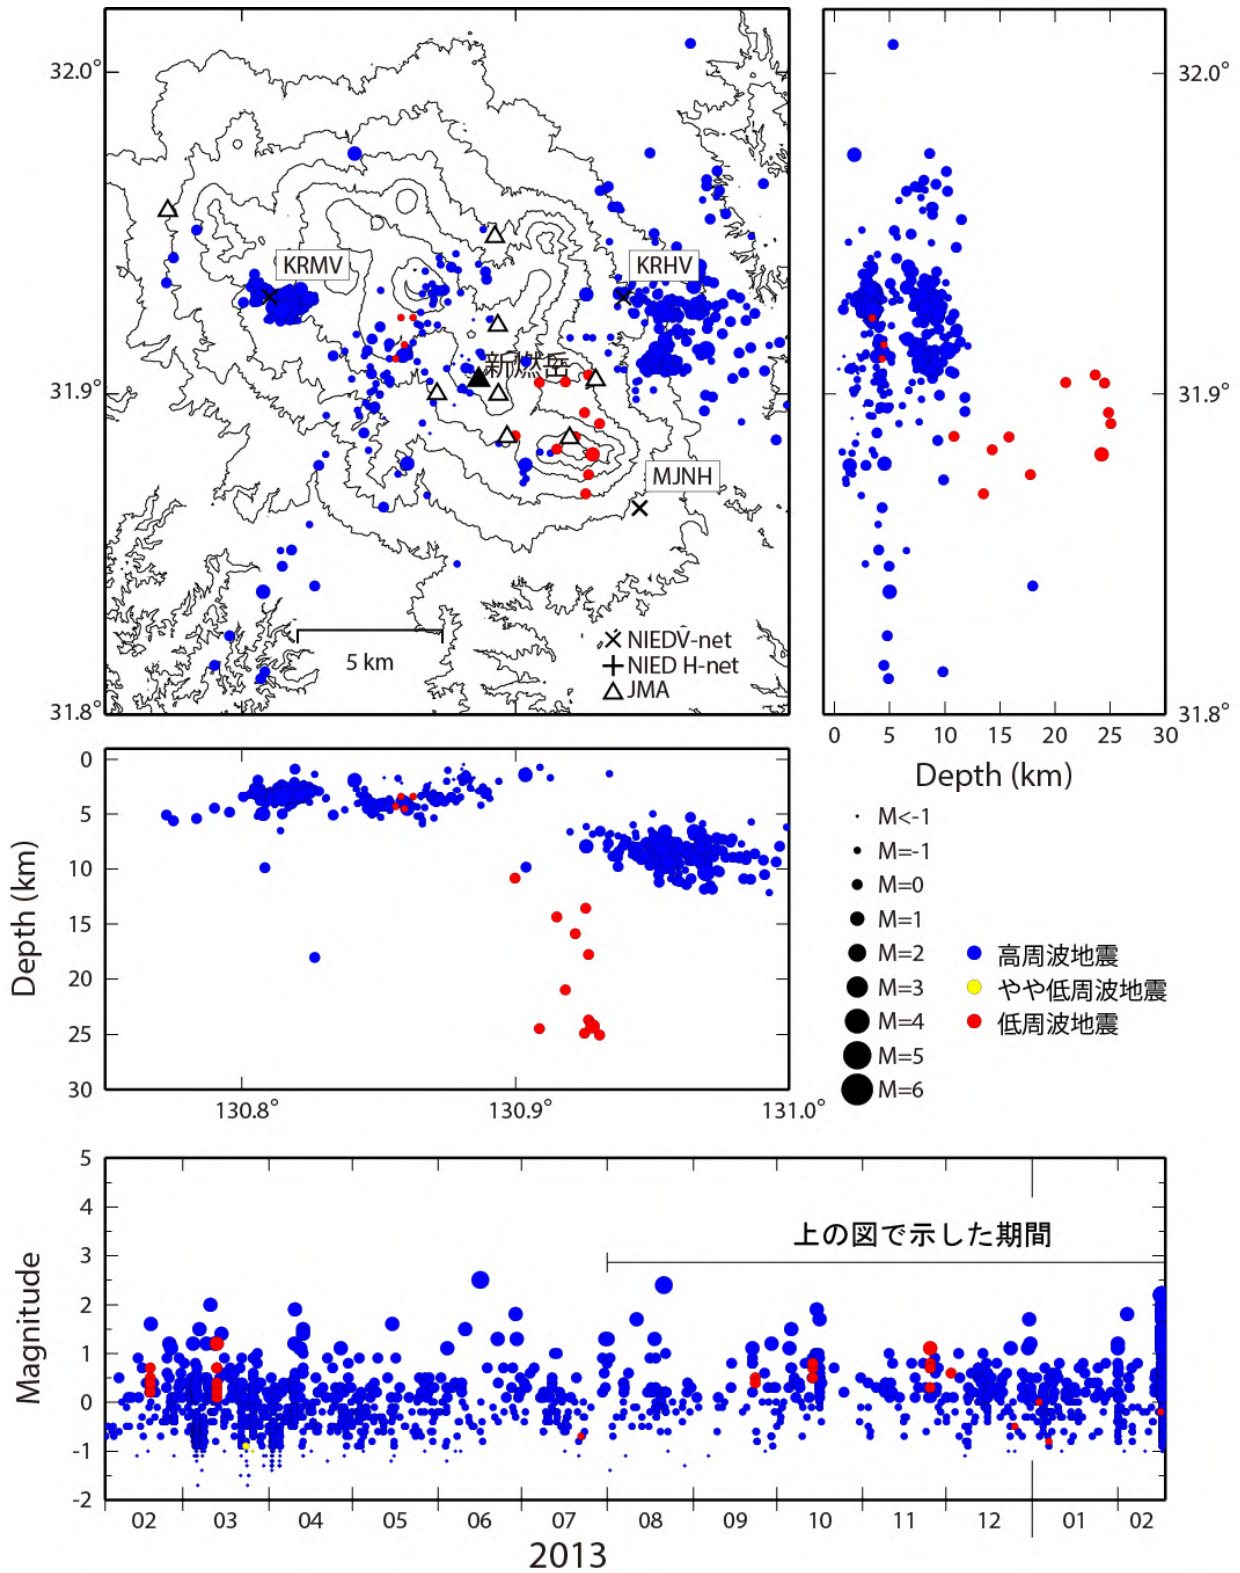 32.0°
31.9°
31.8°
KRMV
KRHV
新燃岳
MJNH
5 km
NIEDV-net
NIED H-net
JMA
32.0°
31.9°
31.8°
0 5 10 15 20 25 30
Depth (km)
0
5
10
15
20
25
30
Depth (km)
130.8° 130.9° 131.0°
M<-1
M=-1
M=0
M=1
M=2
M=3
M=4
M=5
M=6
高周波地震
やや低周波地震
低周波地震
5
4
3
2
1
0
-1
-2
Magnitude
上の図で示した期間
02 03 04 05 06 07 08 09 10 11 12 01 02
2013